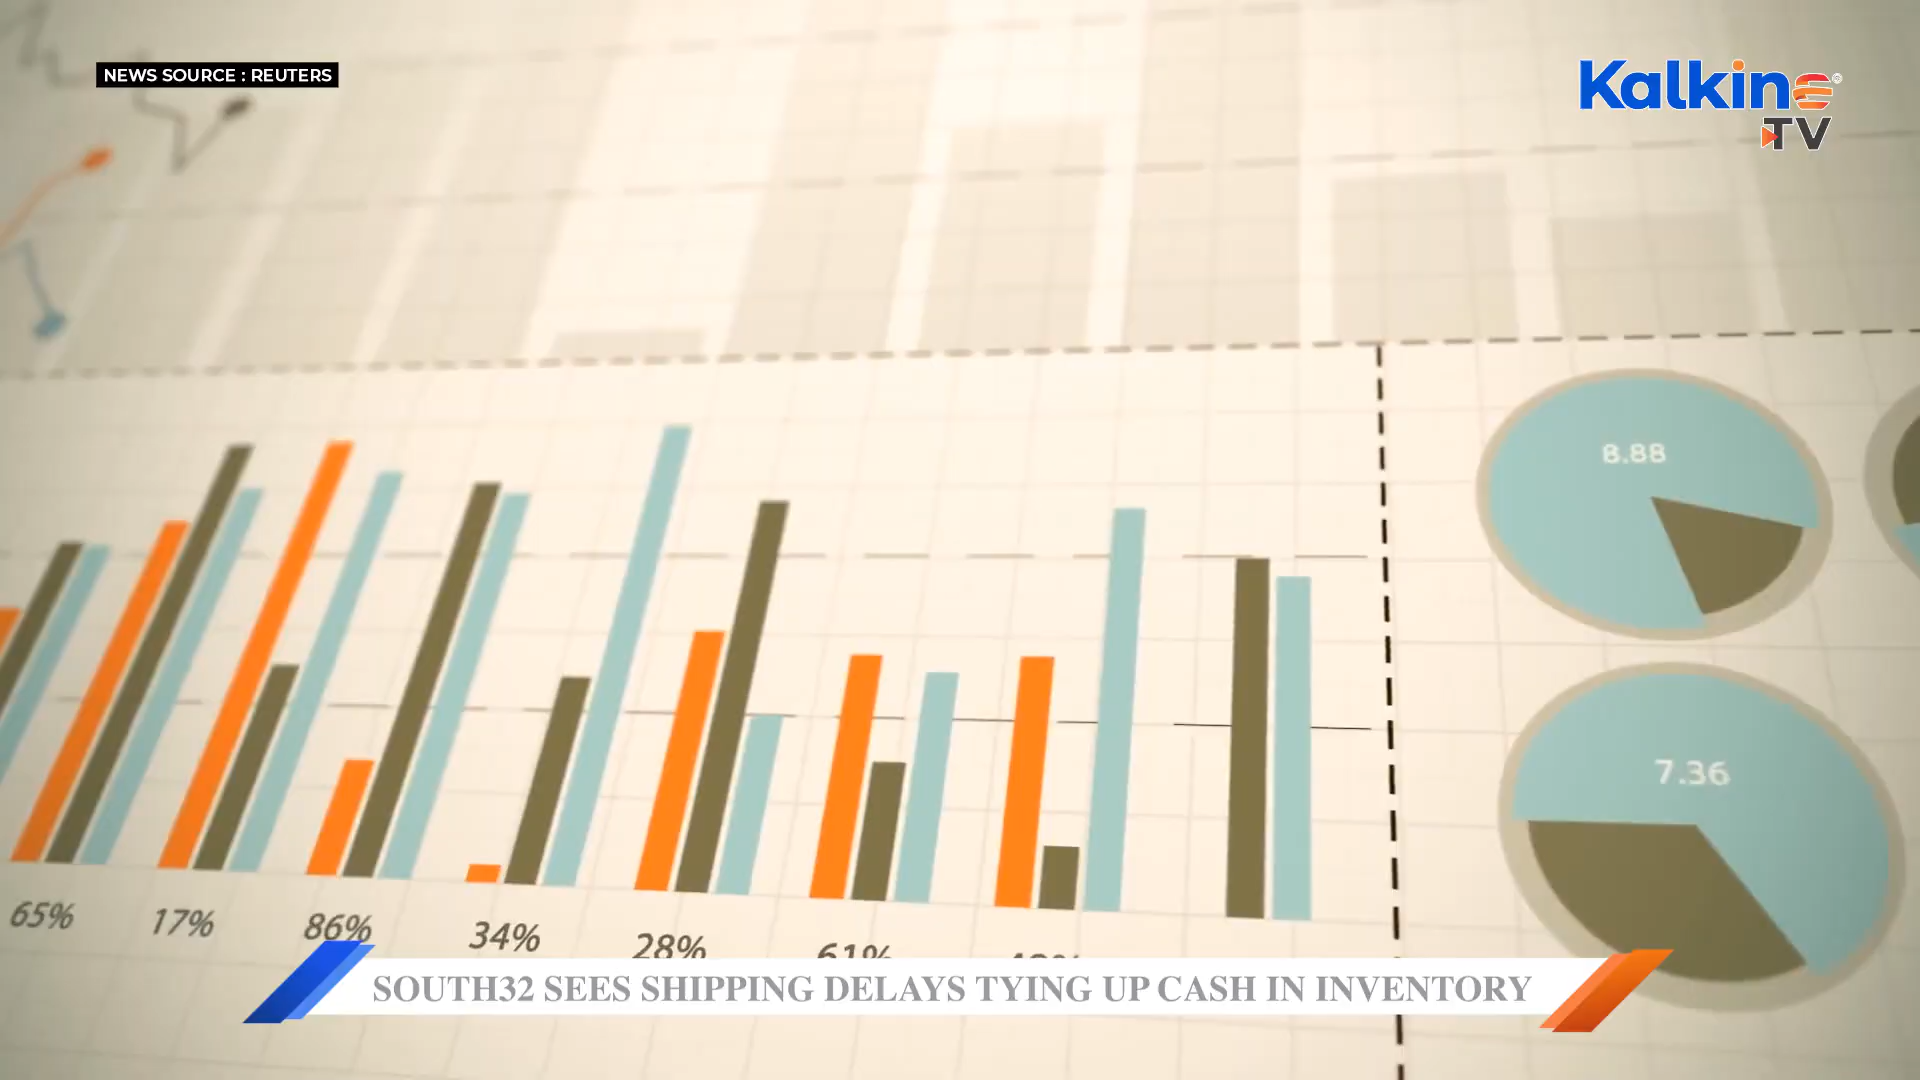 NEWS SOURCE : REUTERS
Kalkine
TV
8.88
7.36
65%
17%
86%
34%
28%
61%
SOUTH32 SEES SHIPPING DELAYS TYING UP CASH IN INVENTORY